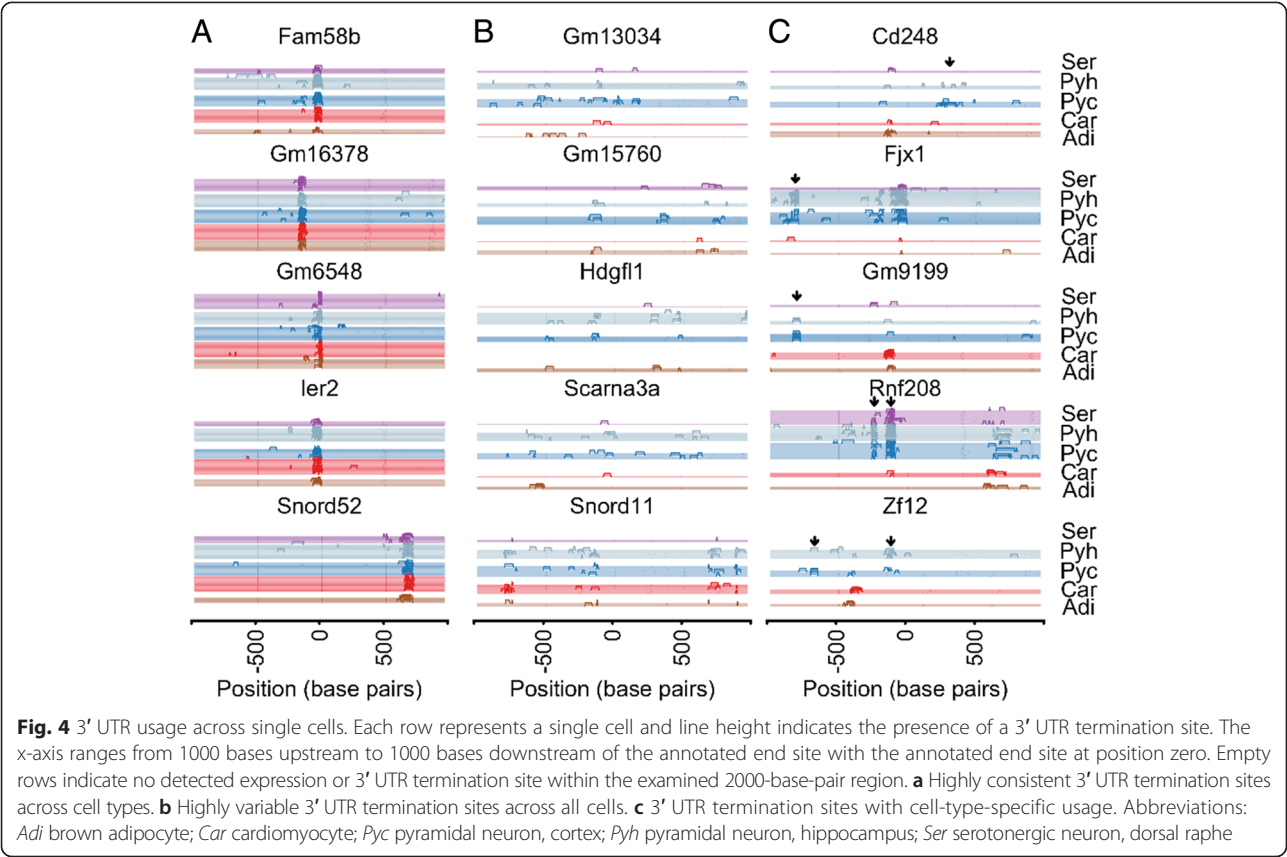 A
B
C
Fam58b
Gm13034
Cd248
Ser
Pyh
Pyc
Car
Adi
Gm16378
Gm15760
Fjx1
Ser
Pyh
Pyc
Car
Adi
Gm6548
Hdgfl1
Gm9199
Ser
Pyh
Pyc
Car
Adi
Ier2
Scarna3a
Rnf208
Ser
Pyh
Pyc
Car
Adi
Snord52
Snord11
Zf12
Ser
Pyh
Pyc
Car
Adi
-500 0 500
-500 0 500
-500 0 500
Position (base pairs)
Position (base pairs)
Position (base pairs)
Fig. 4 3′ UTR usage across single cells. Each row represents a single cell and line height indicates the presence of a 3′ UTR termination site. The
x-axis ranges from 1000 bases upstream to 1000 bases downstream of the annotated end site with the annotated end site at position zero. Empty
rows indicate no detected expression or 3′ UTR termination site within the examined 2000-base-pair region. a Highly consistent 3′ UTR termination sites
across cell types. b Highly variable 3′ UTR termination sites across all cells. c 3′ UTR termination sites with cell-type-specific usage. Abbreviations:
Adi brown adipocyte; Car cardiomyocyte; Pyc pyramidal neuron, cortex; Pyh pyramidal neuron, hippocampus; Ser serotonergic neuron, dorsal raphe